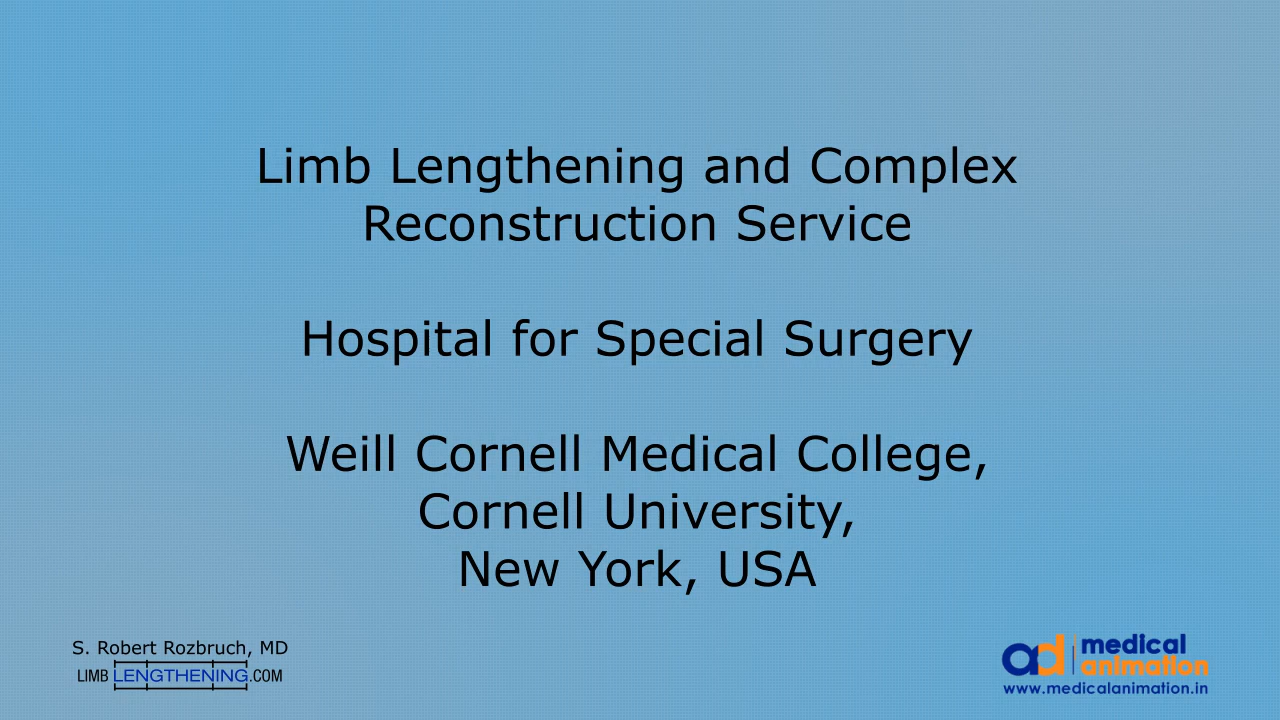 Limb Lengthening and Complex
Reconstruction Service
Hospital for Special Surgery
Weill Cornell Medical College,
Cornell University,
New York, USA
S. Robert Rozbruch, MD
LIMB LENGTHENING.COM
ad medical
animation
www.medicalanimation.in